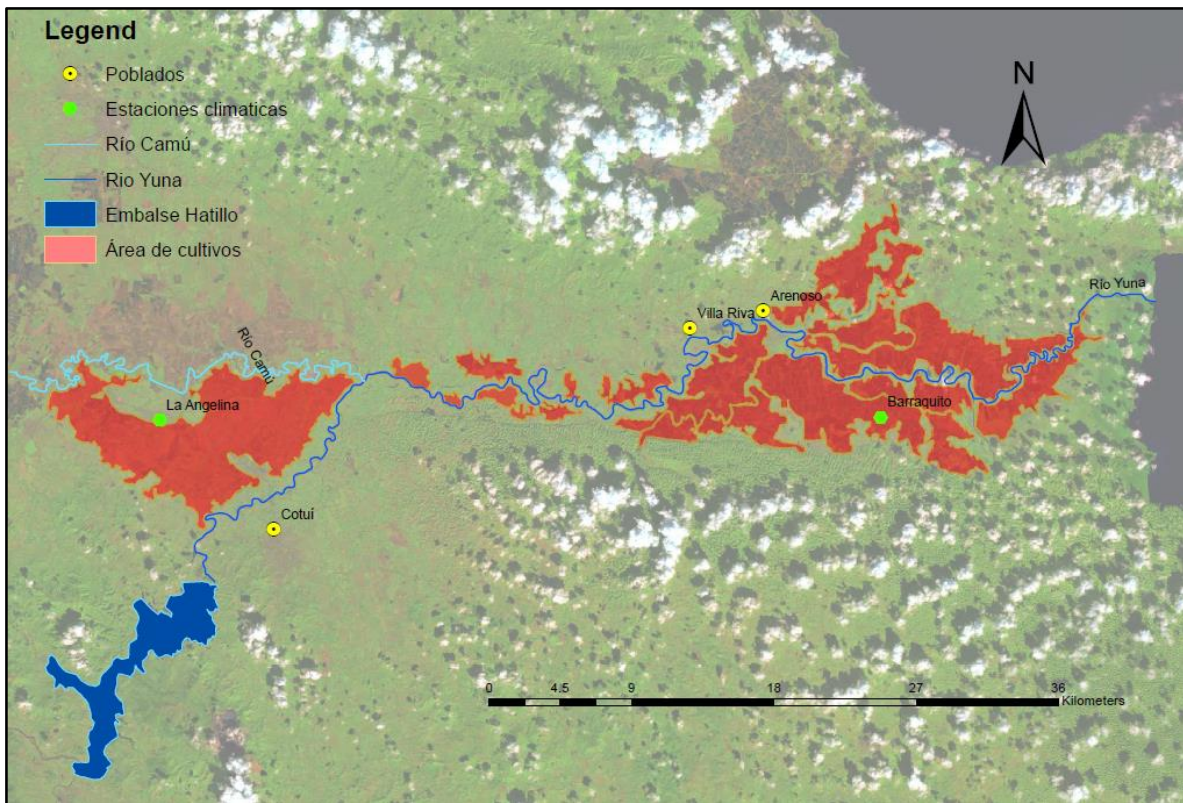 Legend
Poblados
Estaciones climaticas
Río Camú
Rio Yuna
Embalse Hatillo
Área de cultivos
N
Río Yuna
Arenoso
Villa Riva
Río Camú
La Angelina
Barraquito
Cotuí
0 4.5 9 18 27 36
Kilometers